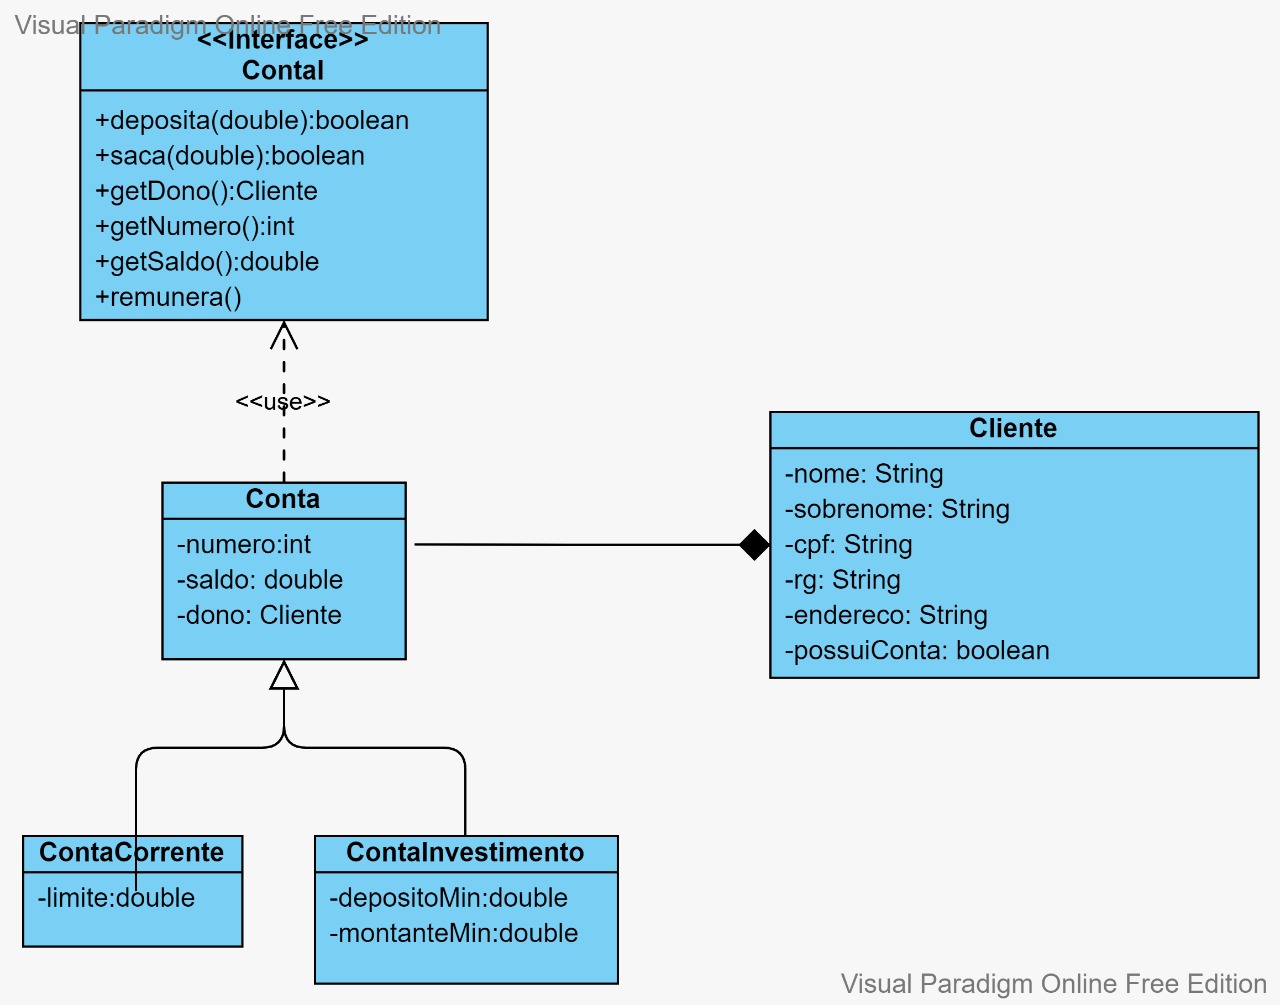 Visual Paradigm Online Free Edition
<<Interface>>
ContaI
+deposita(double):boolean
+saca(double):boolean
+getDono():Cliente
+getNumero():int
+getSaldo():double
+remunera()
<<use>>
Conta
-numero:int
-saldo: double
-dono: Cliente
Cliente
-nome: String
-sobrenome: String
-cpf: String
-rg: String
-endereco: String
-possuiConta: boolean
ContaCorrente
-limite:double
ContaInvestimento
-depositoMin:double
-montanteMin:double
Visual Paradigm Online Free Edition